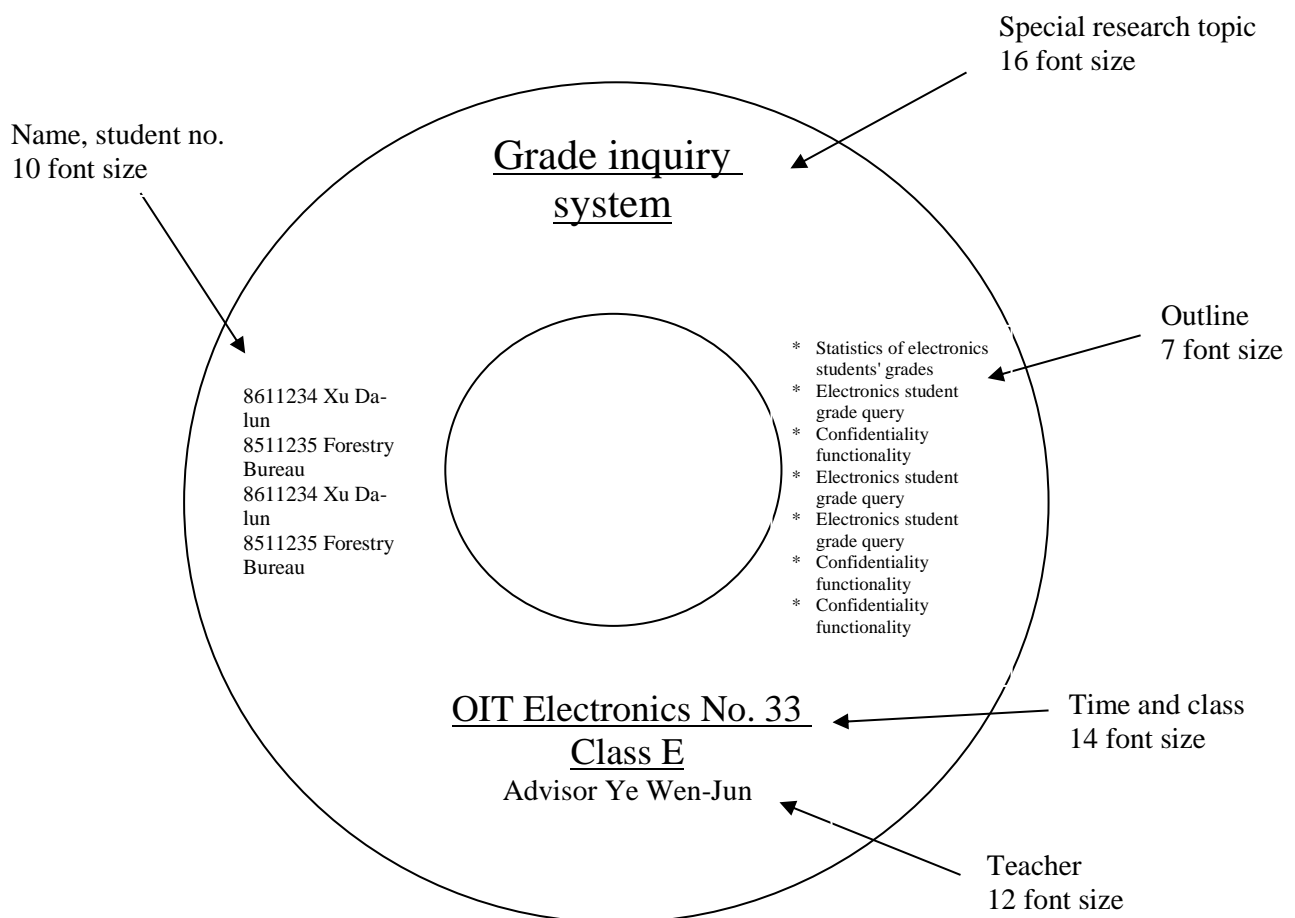 Special research topic
16 font size
Name, student no.
10 font size
Grade inquiry
system
Outline
7 font size
8611234 Xu Da-
lun
8511235 Forestry
Bureau
8611234 Xu Da-
lun
8511235 Forestry
Bureau
* Statistics of electronics
students' grades
* Electronics student
grade query
* Confidentiality
functionality
* Electronics student
grade query
* Electronics student
grade query
* Confidentiality
functionality
* Confidentiality
functionality
OIT Electronics No. 33
Class E
Advisor Ye Wen-Jun
Time and class
14 font size
Teacher
12 font size